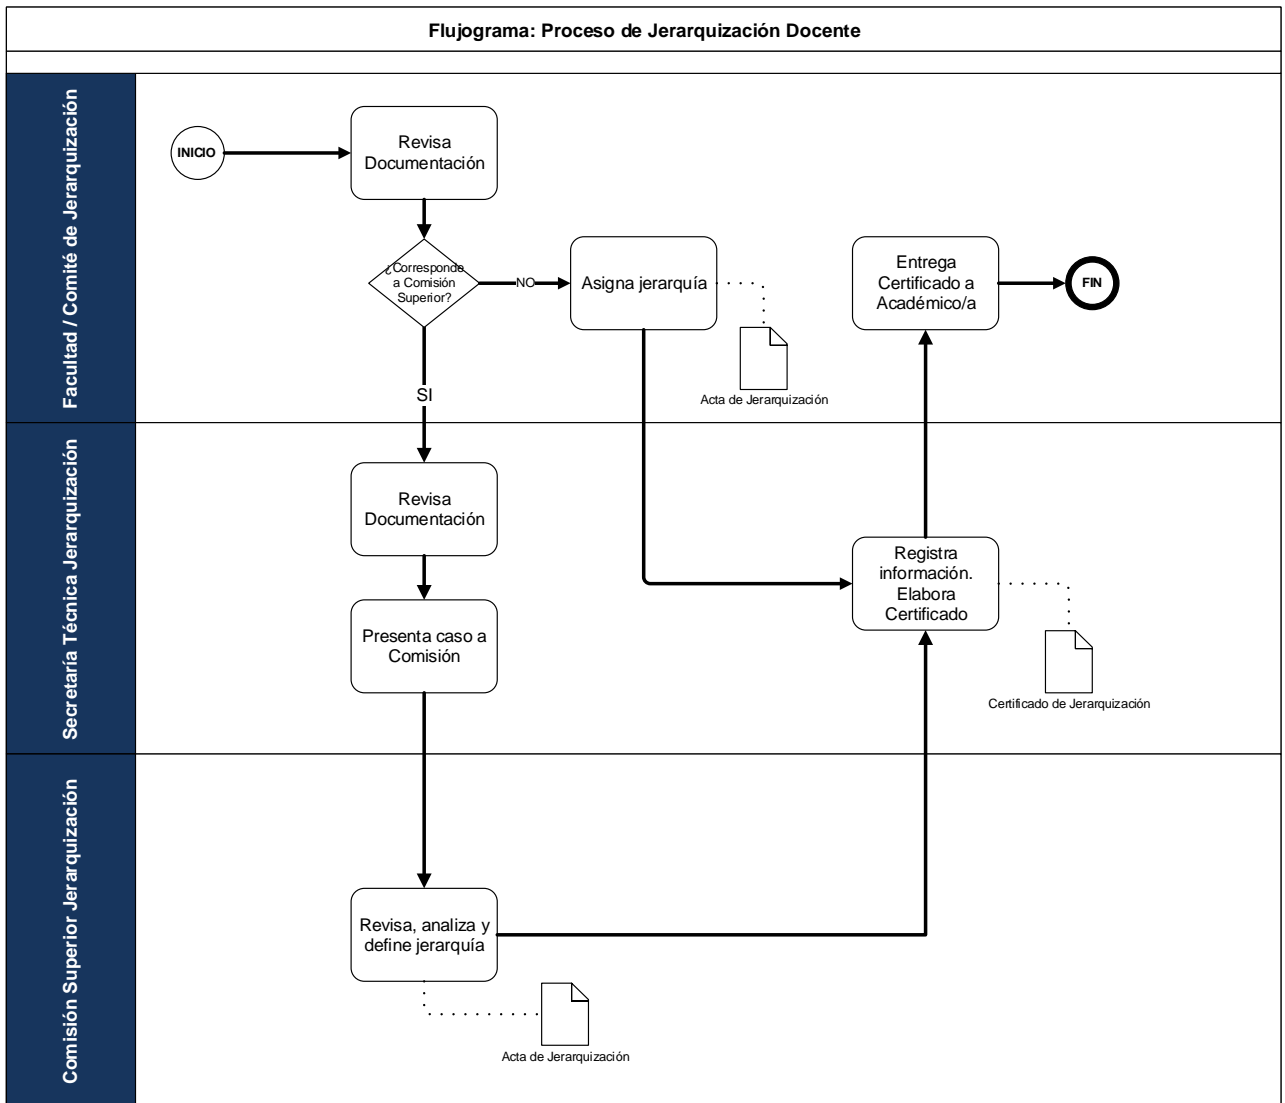 Flujograma: Proceso de Jerarquización Docente
Facultad / Comité de Jerarquización
INICIO
Revisa
Documentación
¿Corresponde
a Comisión
Superior?
NO
Asigna jerarquía
Acta de Jerarquización
Entrega
Certificado a
Académico/a
FIN
SI
Secretaría Técnica Jerarquización
Revisa
Documentación
Presenta caso a
Comisión
Registra
información.
Elabora
Certificado
Certificado de Jerarquización
Comisión Superior Jerarquización
Revisa, analiza y
define jerarquía
Acta de Jerarquización